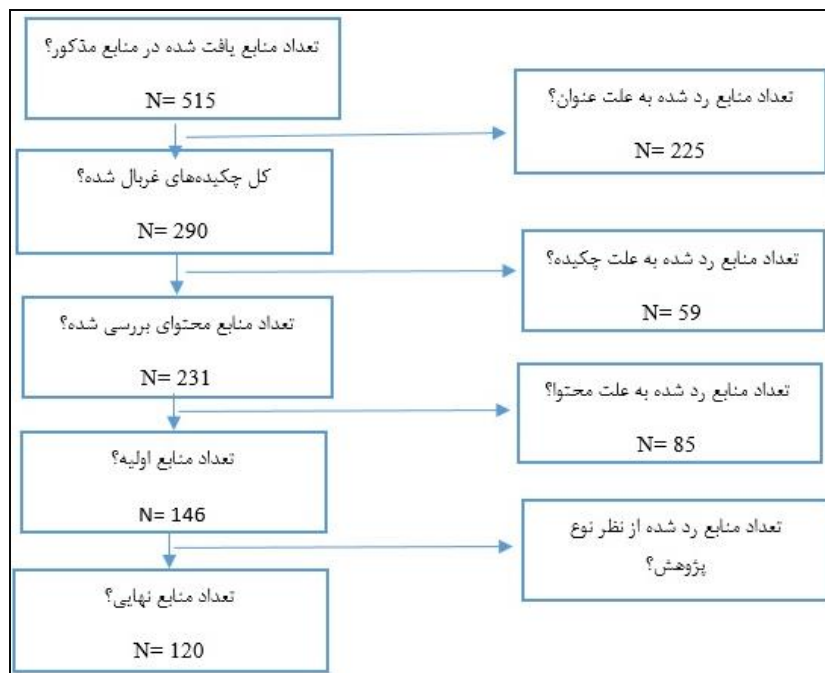 تعداد منابع یافت شده در منابع مذکور؟
N= 515
تعداد منابع رد شده به علت عنوان؟
N= 225
کل چکیده‌های غربال شده؟
N= 290
تعداد منابع رد شده به علت چکیده؟
N= 59
تعداد منابع محتوای بررسی شده؟
N= 231
تعداد منابع رد شده به علت محتوا؟
N= 85
تعداد منابع اولیه؟
N= 146
تعداد منابع رد شده از نظر نوع
پژوهش؟
تعداد منابع نهایی؟
N= 120